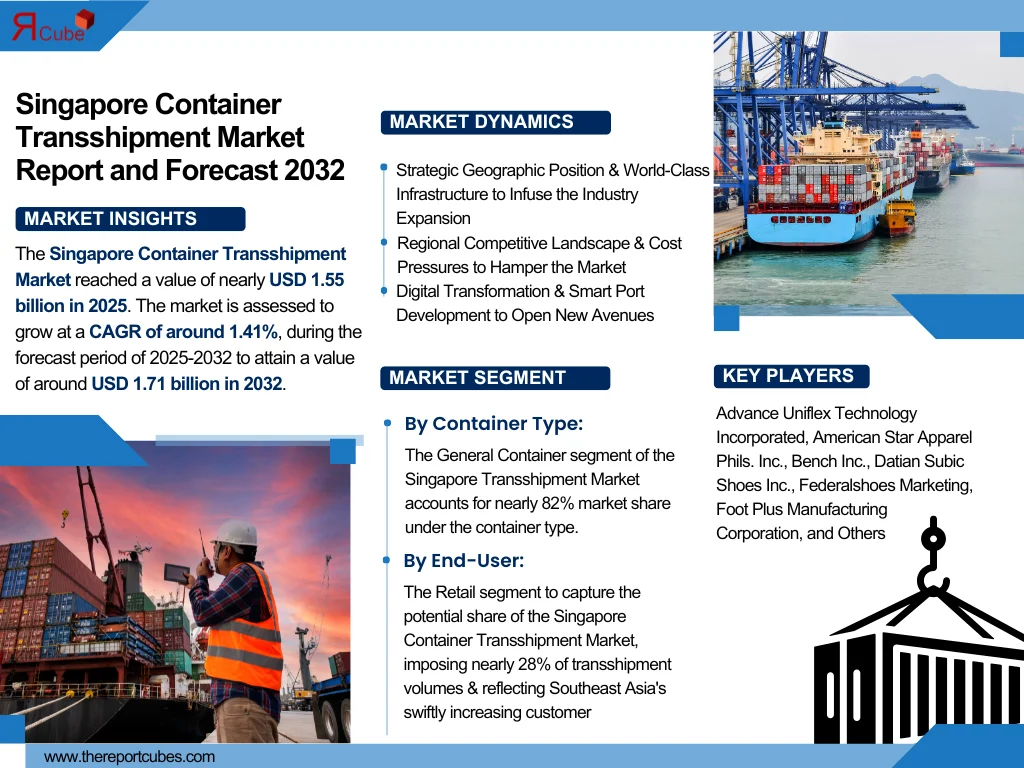 ЯCube
Singapore Container
Transshipment Market
Report and Forecast 2032
MARKET INSIGHTS
The Singapore Container Transshipment
Market reached a value of nearly USD 1.55
billion in 2025. The market is assessed to
grow at a CAGR of around 1.41%, during the
forecast period of 2025-2032 to attain a value
of around USD 1.71 billion in 2032.
MARKET DYNAMICS
Strategic Geographic Position & World-Class
Infrastructure to Infuse the Industry
Expansion
Regional Competitive Landscape & Cost
Pressures to Hamper the Market
Digital Transformation & Smart Port
Development to Open New Avenues
MARKET SEGMENT
By Container Type:
The General Container segment of the
Singapore Transshipment Market
accounts for nearly 82% market share
under the container type.
By End-User:
The Retail segment to capture the
potential share of the Singapore
Container Transshipment Market,
imposing nearly 28% of transshipment
volumes & reflecting Southeast Asia's
swiftly increasing customer
KEY PLAYERS
Advance Uniflex Technology
Incorporated, American Star Apparel
Phils. Inc., Bench Inc., Datian Subic
Shoes Inc., Federalshoes Marketing,
Foot Plus Manufacturing
Corporation, and Others
www.thereportcubes.com